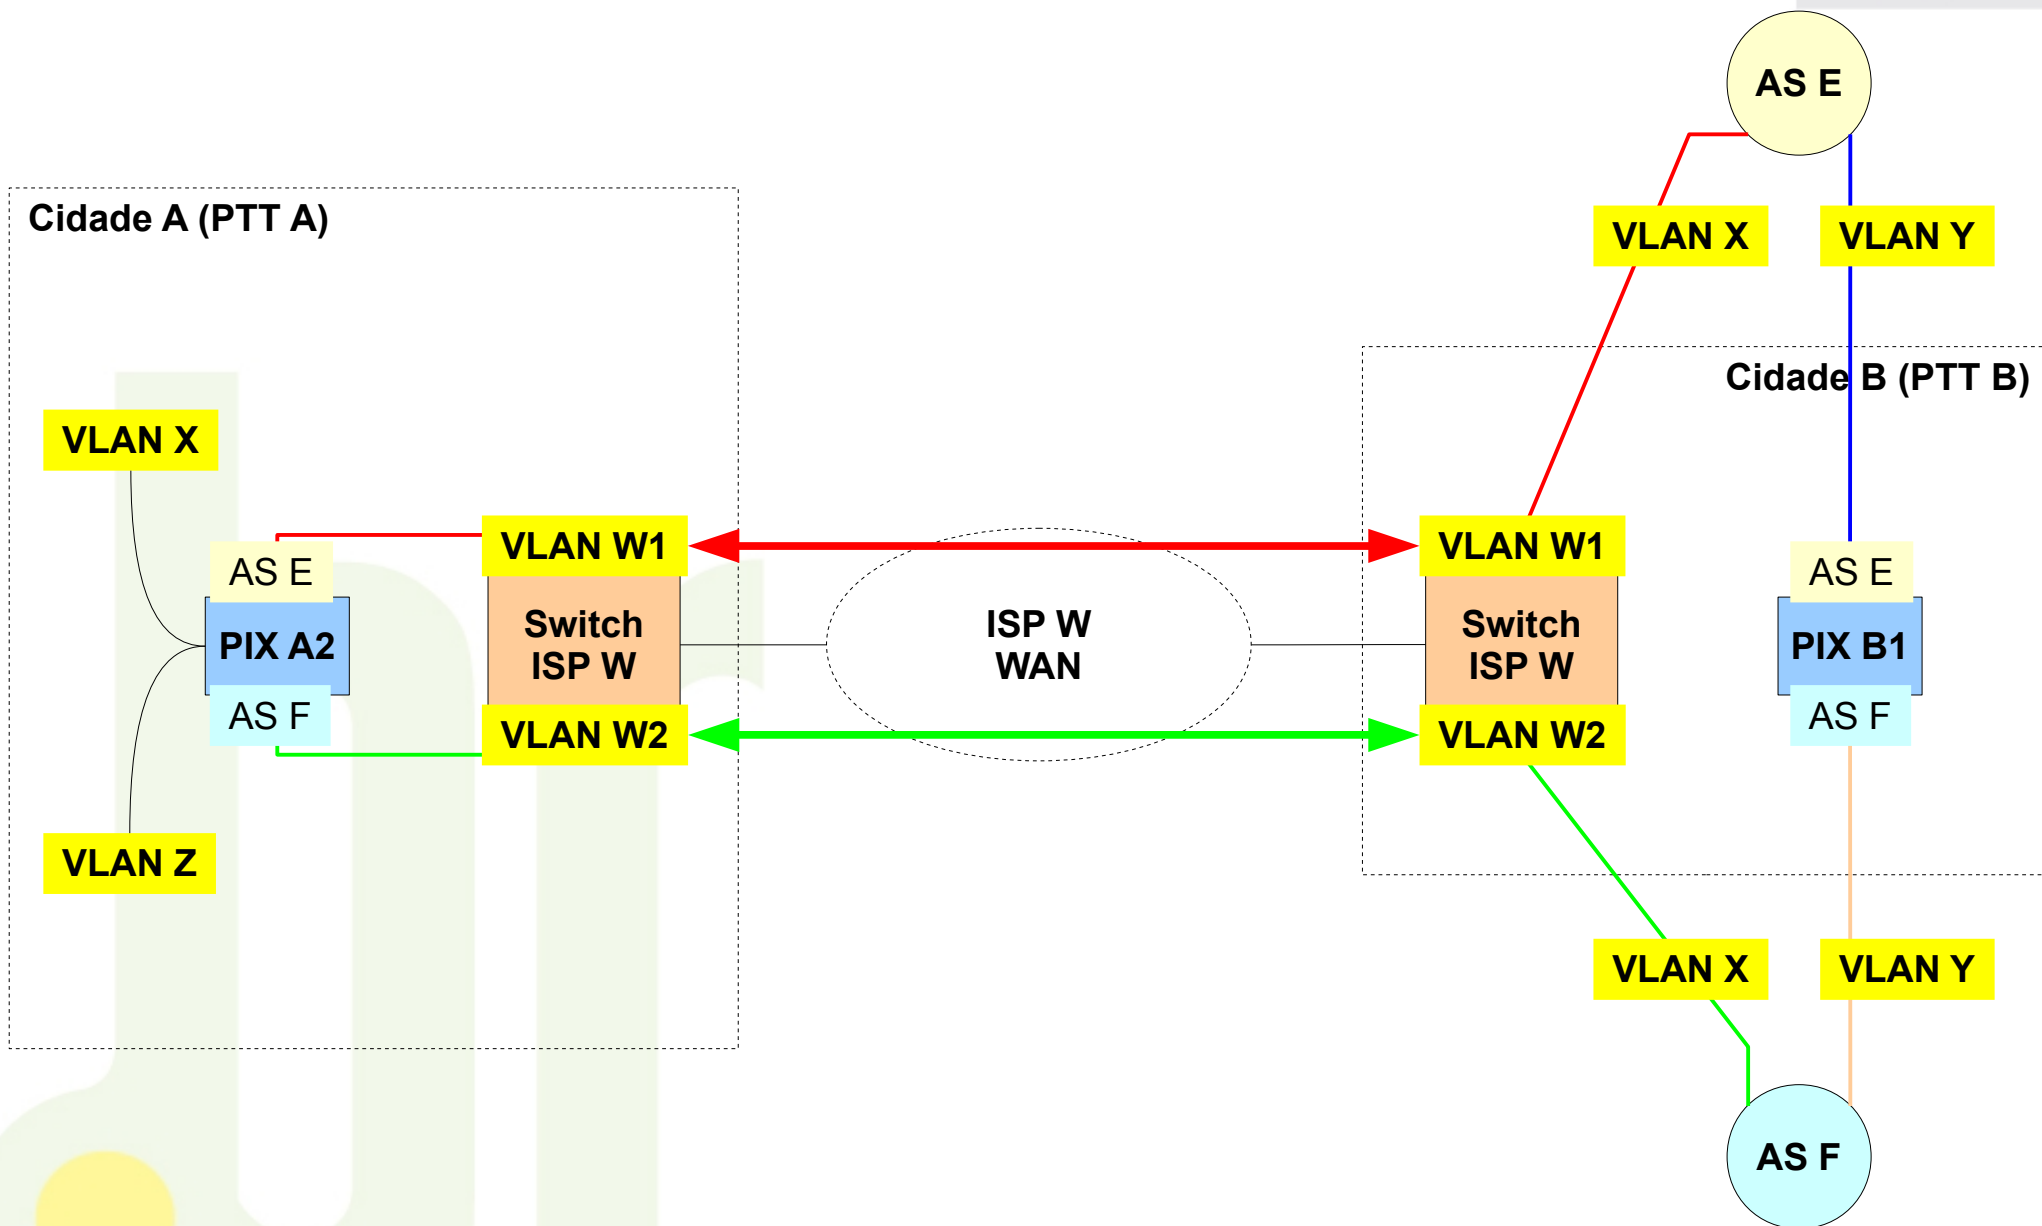 AS E
VLAN X
VLAN Y
Cidade A (PTT A)
Cidade B (PTT B)
VLAN X
VLAN W1
VLAN W1
AS E
AS E
PIX A2
Switch
ISP W
ISP W
WAN
Switch
ISP W
PIX B1
AS F
AS F
VLAN W2
VLAN W2
VLAN Z
VLAN X
VLAN Y
AS F